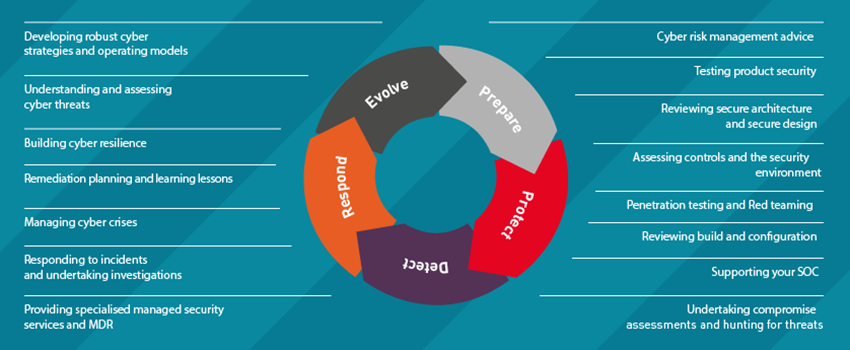 Developing robust cyber
strategies and operating models
Understanding and assessing
cyber threats
Building cyber resilience
Remediation planning and learning lessons
Managing cyber crises
Responding to incidents
and undertaking investigations
Providing specialised managed security
services and MDR
Evolve
Prepare
Protect
Detect
Respond
Cyber risk management advice
Testing product security
Reviewing secure architecture
and secure design
Assessing controls and the security
environment
Penetration testing and Red teaming
Reviewing build and configuration
Supporting your SOC
Undertaking compromise
assessments and hunting for threats